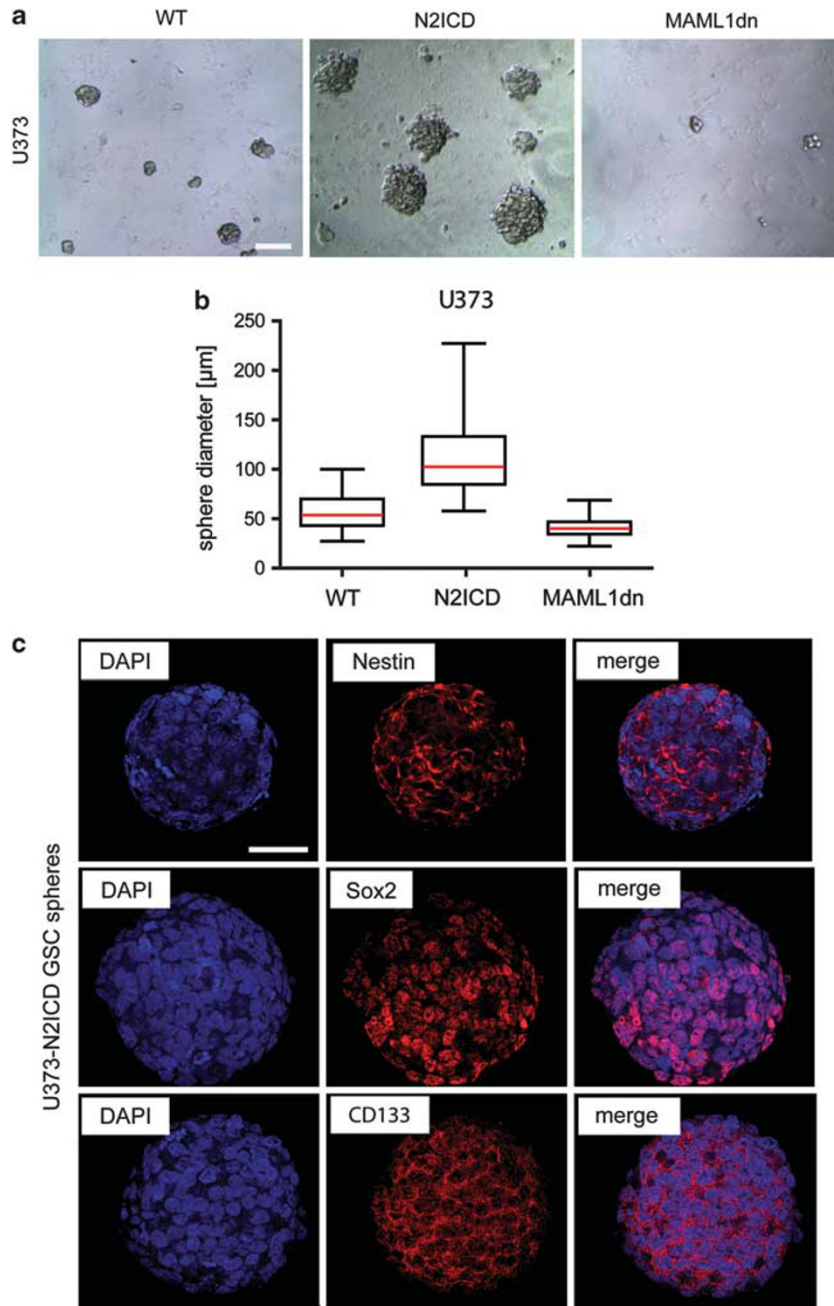 a
WT N2ICD MAML1dn
U373
b
U373
sphere diameter [µm]
250
200
150
100
50
0
WT N2ICD MAML1dn
c
U373-N2ICD GSC spheres
DAPI Nestin merge
DAPI Sox2 merge
DAPI CD133 merge